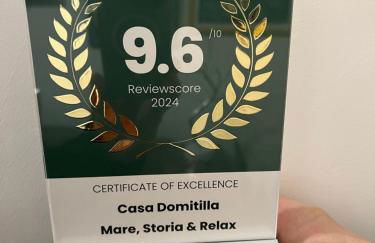 9.6 /10
Reviewscore
2024
CERTIFICATE OF EXCELLENCE
Casa Domitilla
Mare, Storia & Relax